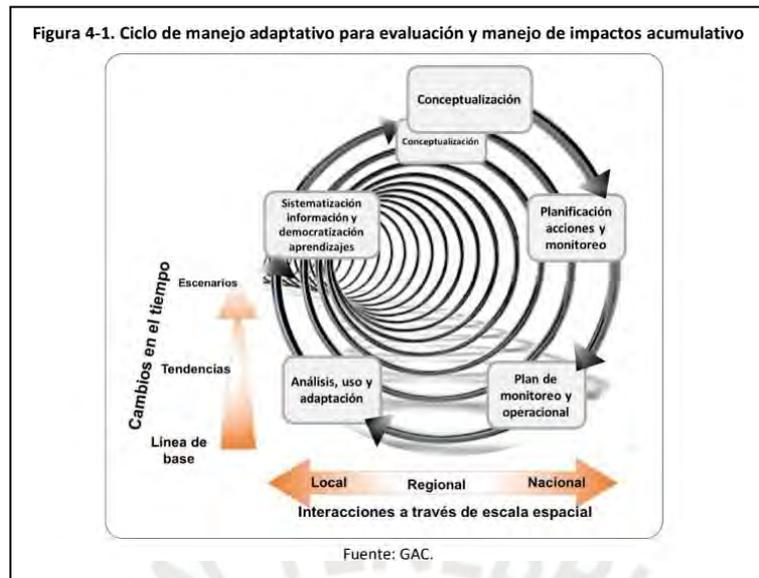 Figura 4-1. Ciclo de manejo adaptativo para evaluación y manejo de impactos acumulativo
Conceptualización
Conceptualización
Sistematización
información y
democratización
aprendizajes
Planificación
acciones y
monitoreo
Cambios en el tiempo
Escenarios
Tendencias
Línea de
base
Análisis, uso y
adaptación
Plan de
monitoreo y
operacional
Local Regional Nacional
Interacciones a través de escala espacial
Fuente: GAC.